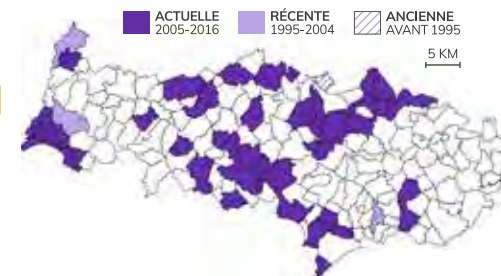 ACTUELLE
2005-2016
RÉCENTE
1995-2004
ANCIENNE
AVANT 1995
5 KM